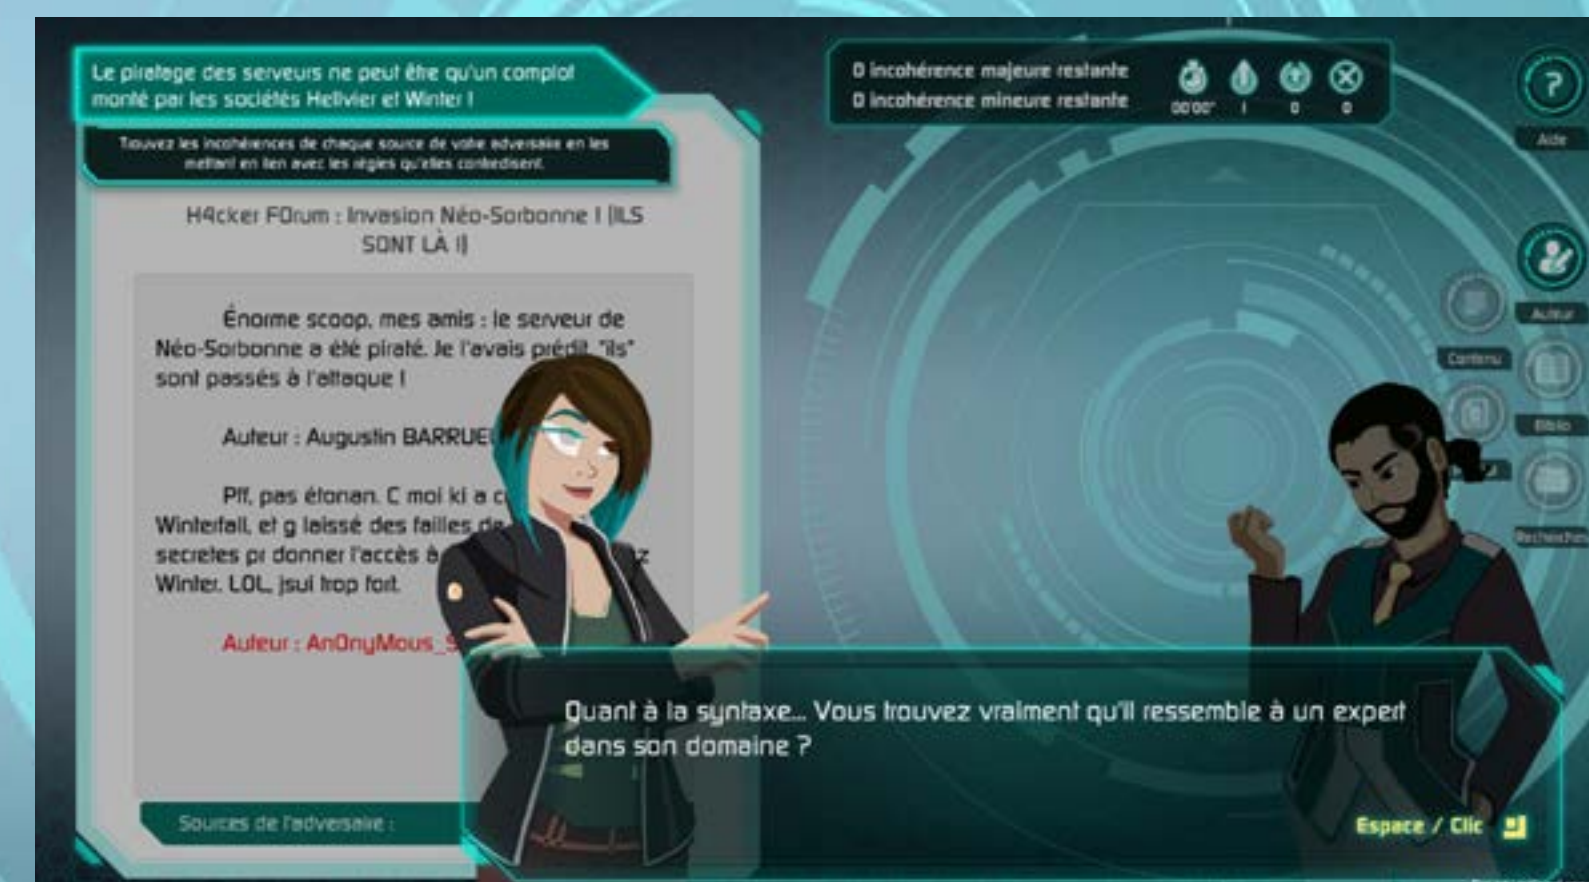 Le piratage des serveurs ne peut être qu'un complot
monté par les sociétés Hellvier et Winter !
0 incohérence majeure restante
0 incohérence mineure restante
00'00"
1
0
0
Aide
Trouvez les incohérences de chaque source de votre adversaire en les
mettant en lien avec les règles qu'elles contredisent.
H4cker F0rum : Invasion Néo-Sorbonne ! (ILS
SONT LÀ !)
Énorme scoop, mes amis : le serveur de
Néo-Sorbonne a été piraté. Je l'avais prédit, "ils"
sont passés à l'attaque !
Auteur : Augustin
Pff, pas étonan. C moi ki a
Winterfall, et g laissé des failles de
secretes pr donner l'accès à
Winter. LOL, jsui trop fort.
Auteur : An0nyMous_
Auteur
Contenu
Biblio
Recherches
Quant à la syntaxe... Vous trouvez vraiment qu'il ressemble à un expert
dans son domaine ?
Sources de l'adversaire :
Espace / Clic